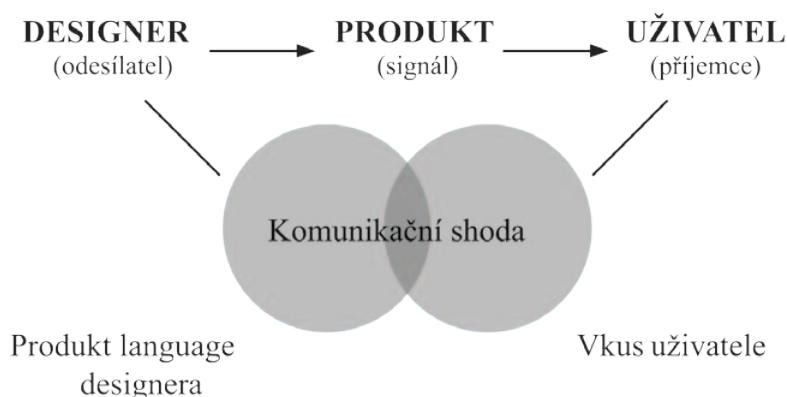 DESIGNER PRODUKT UŽIVATEL
(odesílatel) (signál) (příjemce)
Komunikační shoda
Produkt language Vkus uživatele
designera